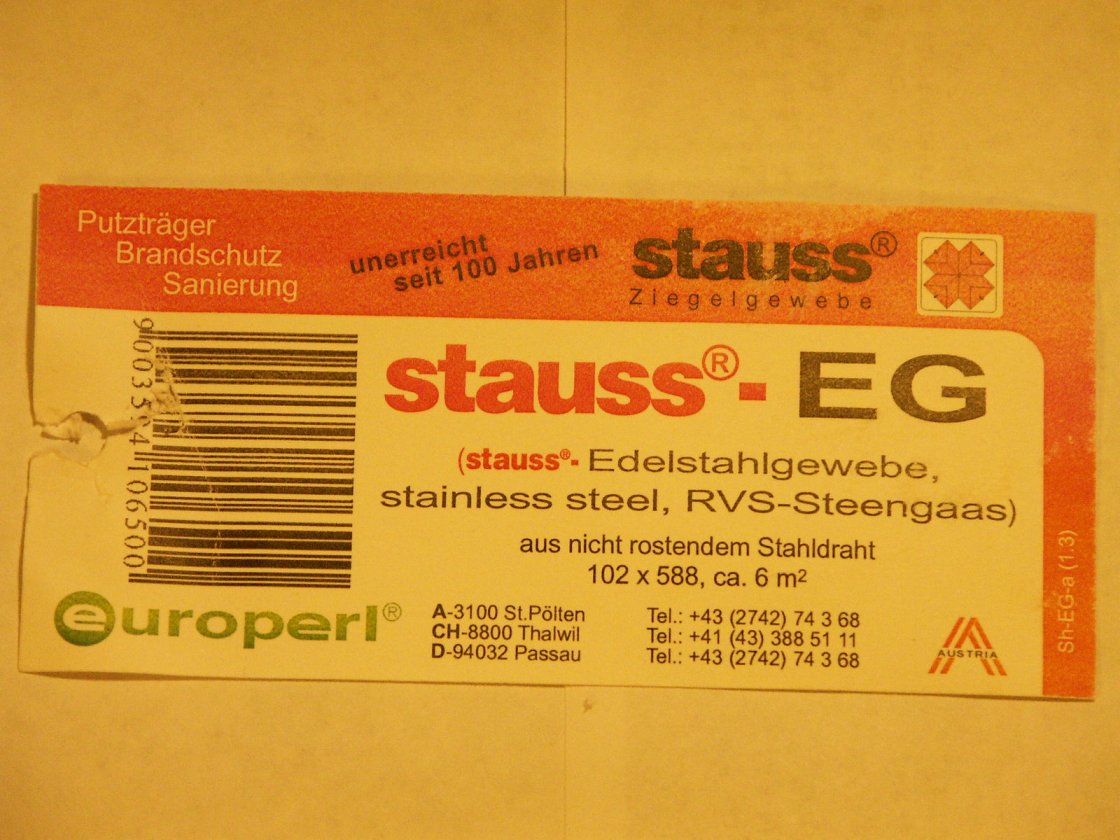 Putzträger
Brandschutz
Sanierung
unerreicht
seit 100 Jahren
stauss®
Ziegelgewebe
stauss®- EG
(stauss®- Edelstahlgewebe,
stainless steel, RVS-Steengaas)
aus nicht rostendem Stahldraht
102 x 588, ca. 6 m²
europerl®
A-3100 St.Pölten Tel.: +43 (2742) 74 3 68
CH-8800 Thalwil Tel.: +41 (43) 388 51 11
D-94032 Passau Tel.: +43 (2742) 74 3 68
AUSTRIA
Sh-EG-a (1.3)